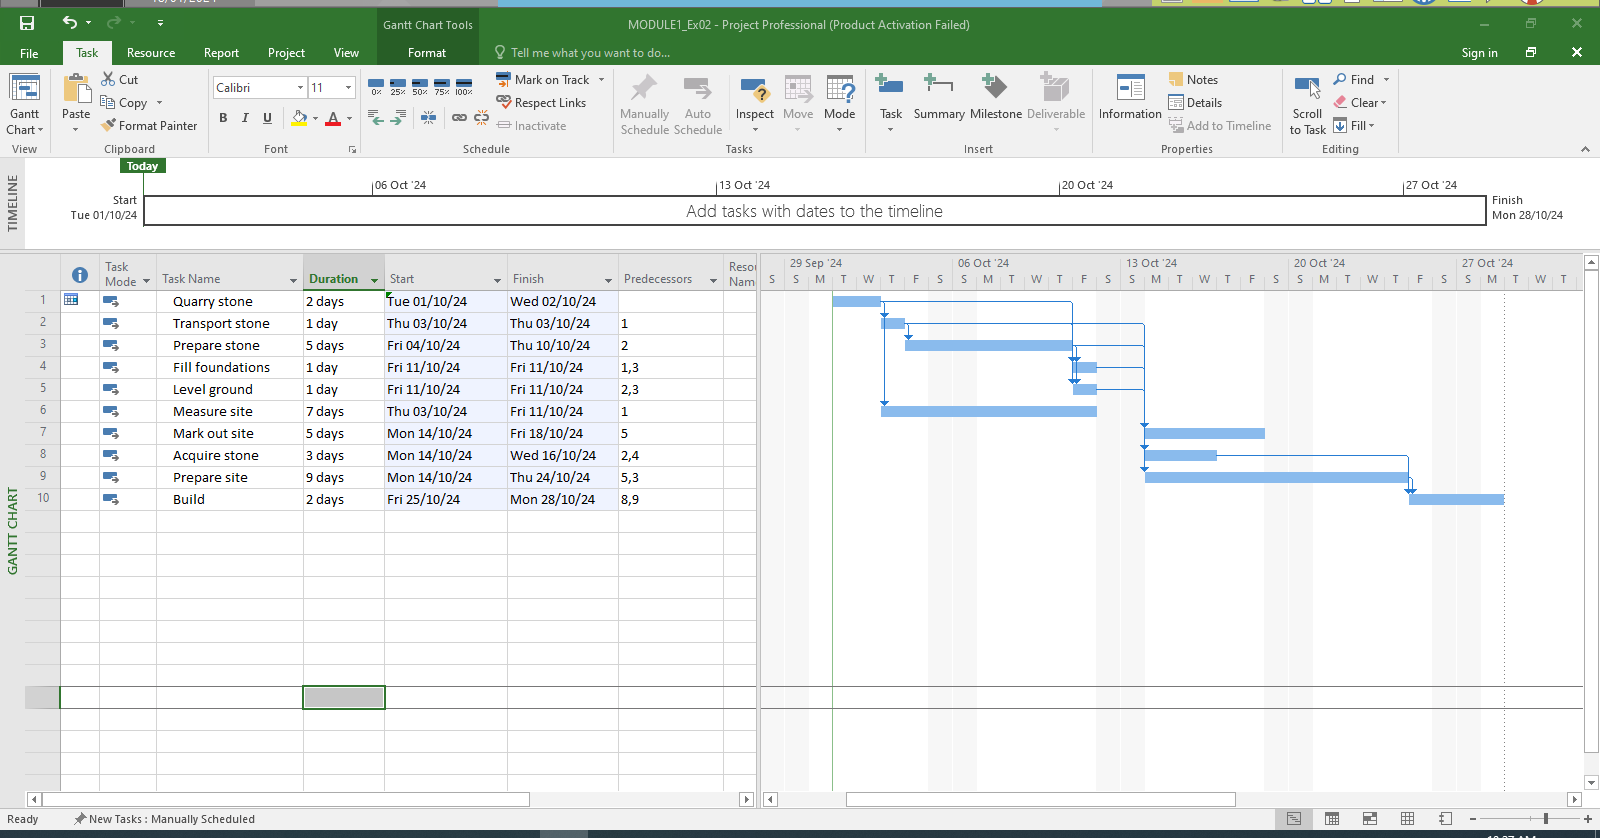 Gantt Chart Tools
MODULE1_Ex02 - Project Professional (Product Activation Failed)
File Task Resource Report Project View Format Tell me what you want to do... Sign in
Gantt Chart
View
Paste
Cut
Copy
Format Painter
Clipboard
Calibri 11
B I U A
Font
0% 25% 50% 75% 100%
Mark on Track
Respect Links
Inactivate
Schedule
Manually Schedule
Auto Schedule
Inspect
Move
Mode
Tasks
Task
Summary
Milestone
Deliverable
Insert
Information
Notes
Details
Add to Timeline
Properties
Scroll to Task
Find
Clear
Fill
Editing
TIMELINE
Today
06 Oct '24 13 Oct '24 20 Oct '24 27 Oct '24
Start
Tue 01/10/24
Add tasks with dates to the timeline
Finish
Mon 28/10/24
Task Mode Task Name Duration Start Finish Predecessors Resou Nam
29 Sep '24 06 Oct '24 13 Oct '24 20 Oct '24 27 Oct '24
S S M T W T F S S M T W T F S S M T W T F S S M T W T F S S M T W T
1 Quarry stone 2 days Tue 01/10/24 Wed 02/10/24
2 Transport stone 1 day Thu 03/10/24 Thu 03/10/24 1
3 Prepare stone 5 days Fri 04/10/24 Thu 10/10/24 2
4 Fill foundations 1 day Fri 11/10/24 Fri 11/10/24 1,3
5 Level ground 1 day Fri 11/10/24 Fri 11/10/24 2,3
6 Measure site 7 days Thu 03/10/24 Fri 11/10/24 1
7 Mark out site 5 days Mon 14/10/24 Fri 18/10/24 5
8 Acquire stone 3 days Mon 14/10/24 Wed 16/10/24 2,4
9 Prepare site 9 days Mon 14/10/24 Thu 24/10/24 5,3
10 Build 2 days Fri 25/10/24 Mon 28/10/24 8,9
GANTT CHART
Ready New Tasks : Manually Scheduled